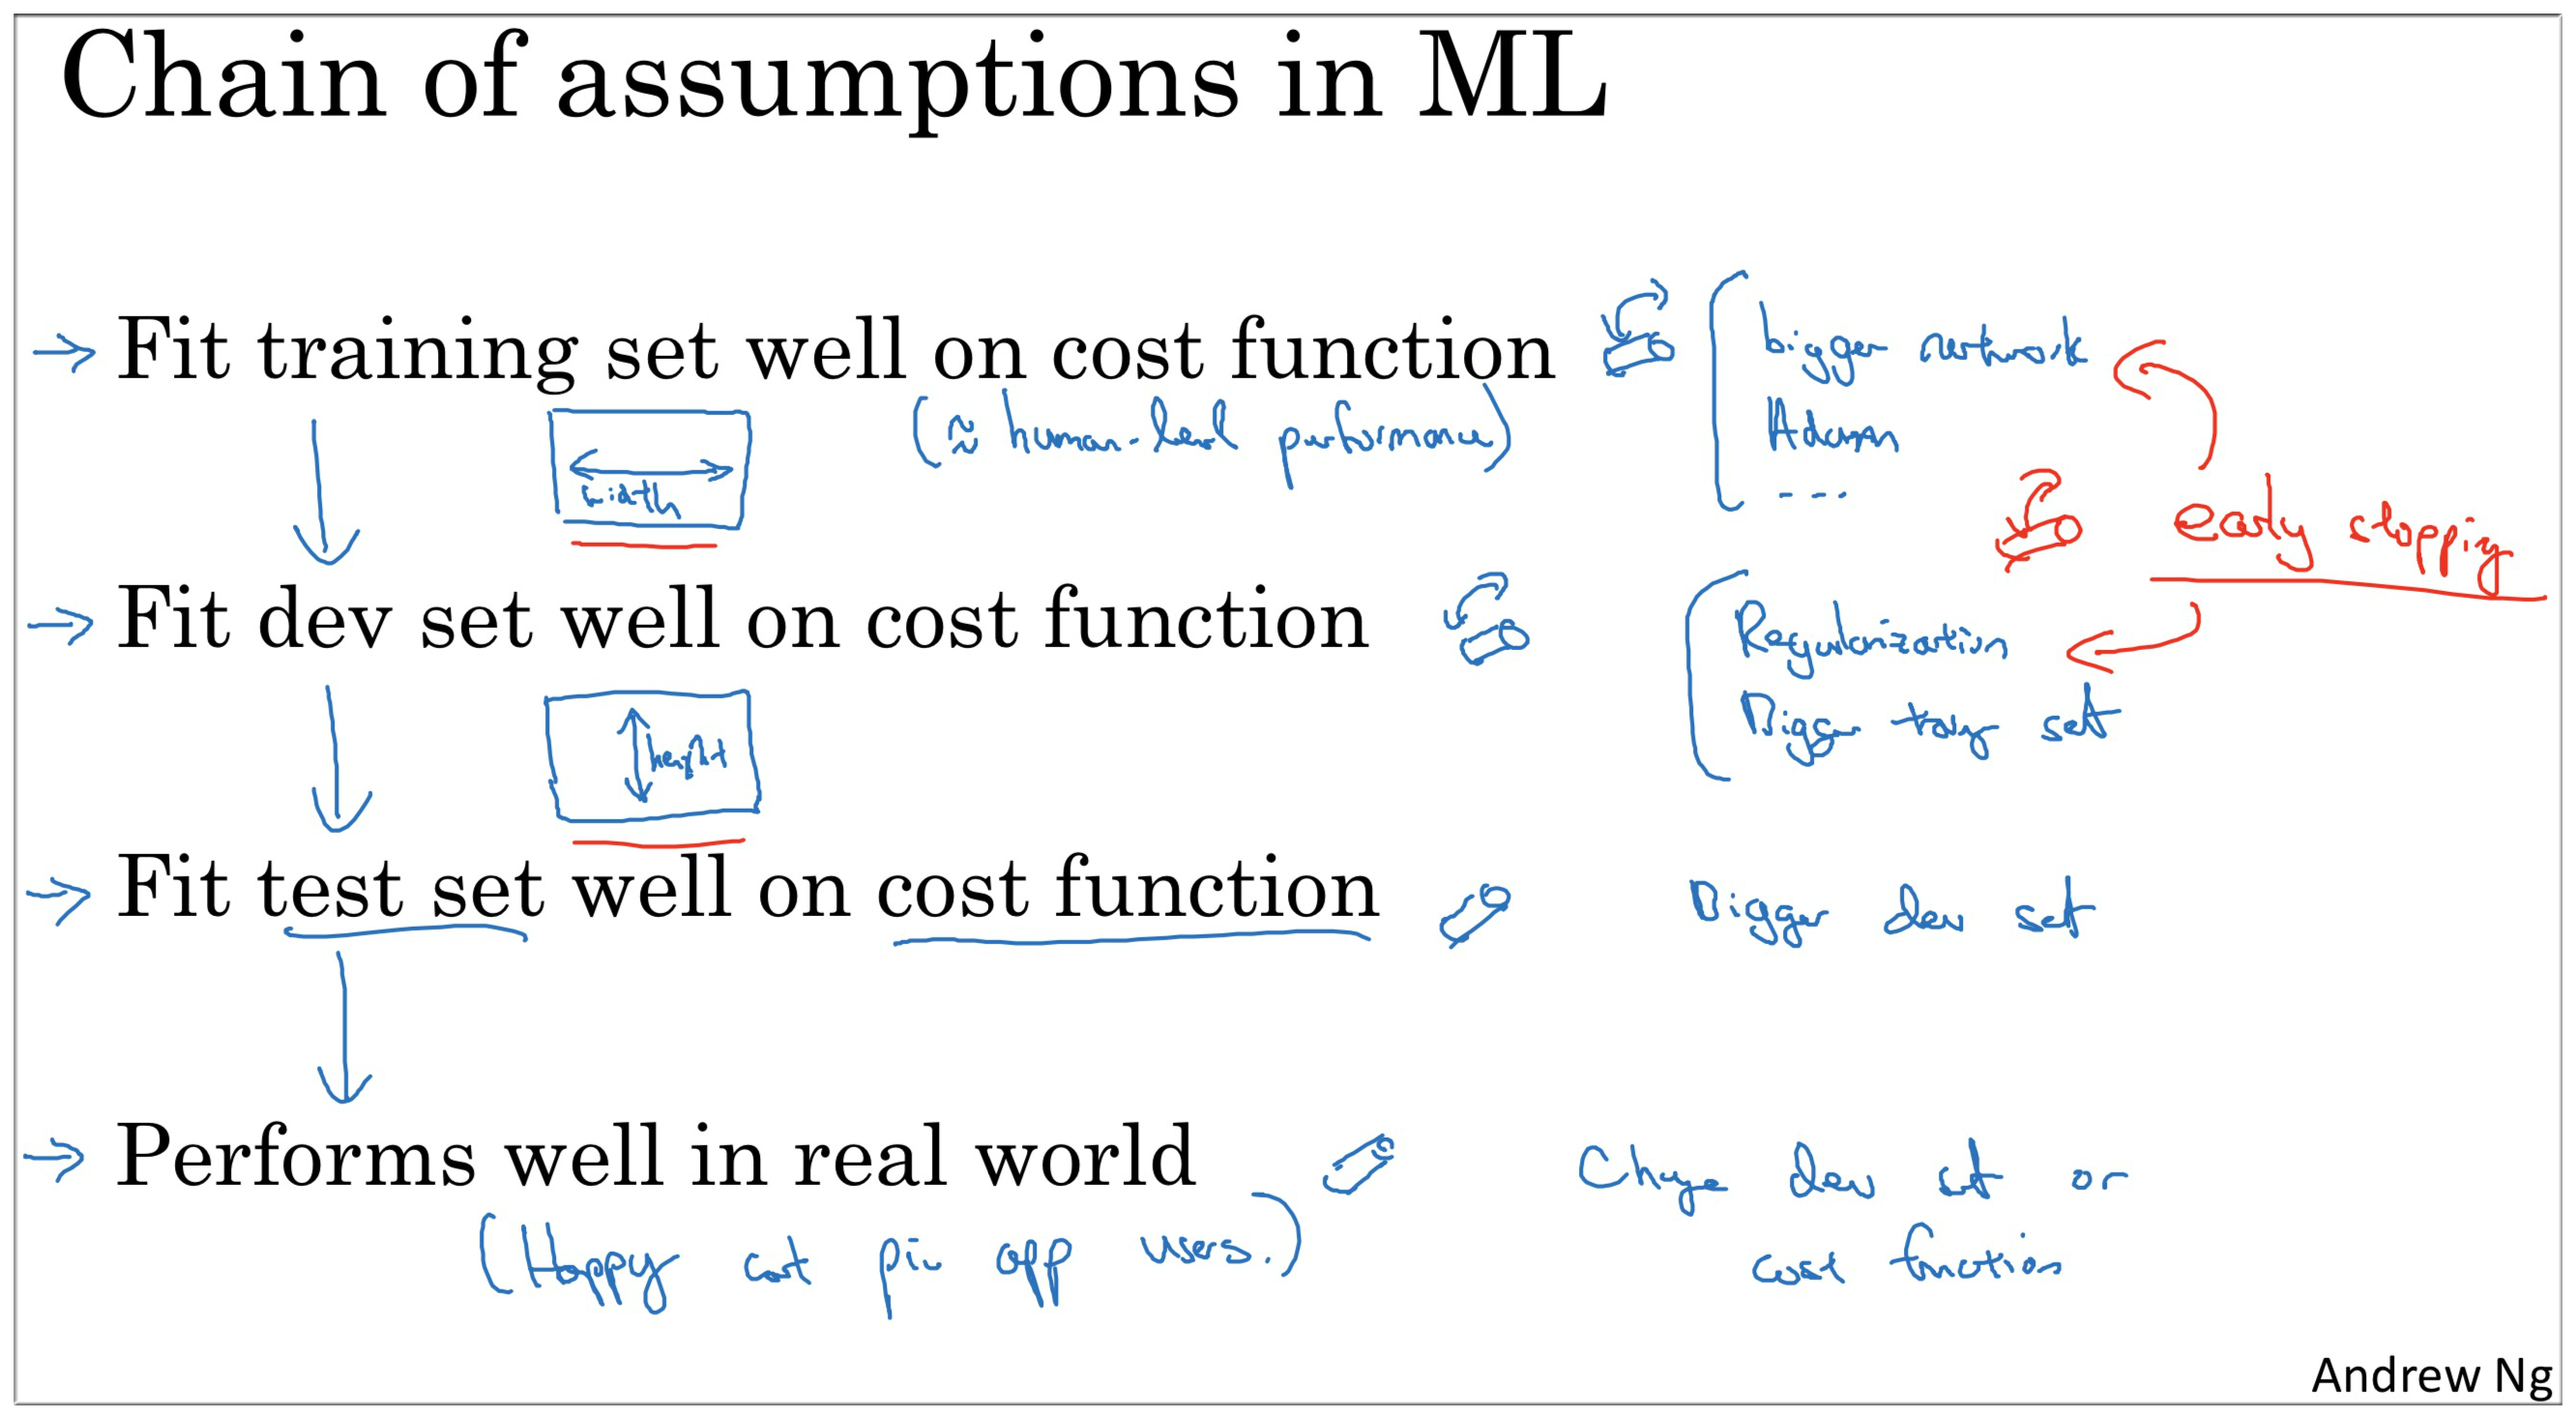 Chain of assumptions in ML
→ Fit training set well on cost function
(≈ human-level performance)
bigger network
Adam
...
width
early stopping
→ Fit dev set well on cost function
Regularization
Bigger set
height
→ Fit test set well on cost function
Bigger dev set
→ Performs well in real world
(Happy cat pic app users.)
Change dev set or
cost function
Andrew Ng